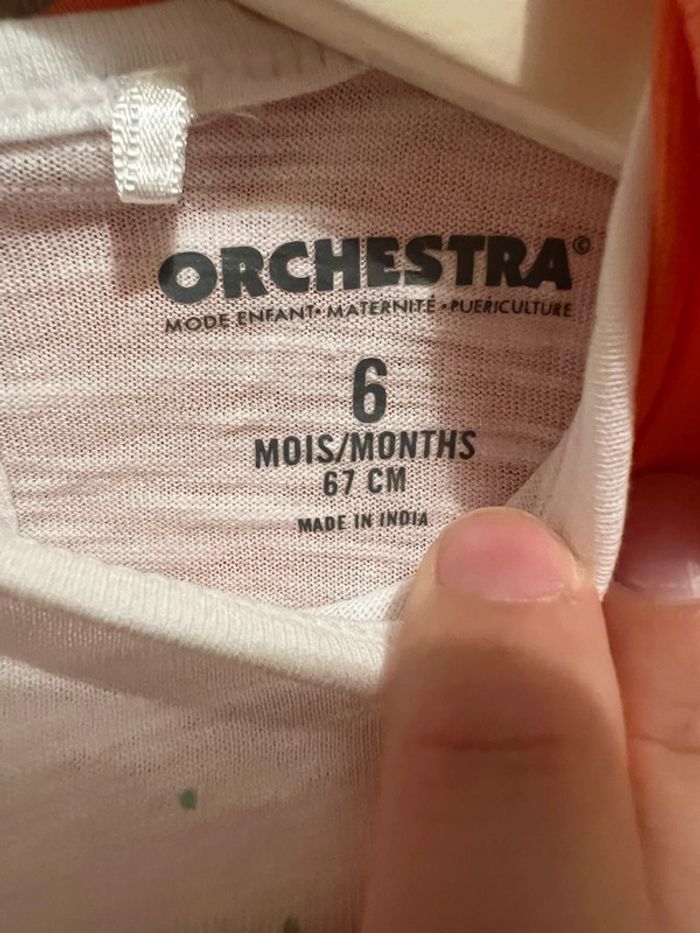 ORCHESTRA©
MODE ENFANT• MATERNITÉ • PUERICULTURE
6
MOIS/MONTHS
67 CM
MADE IN INDIA